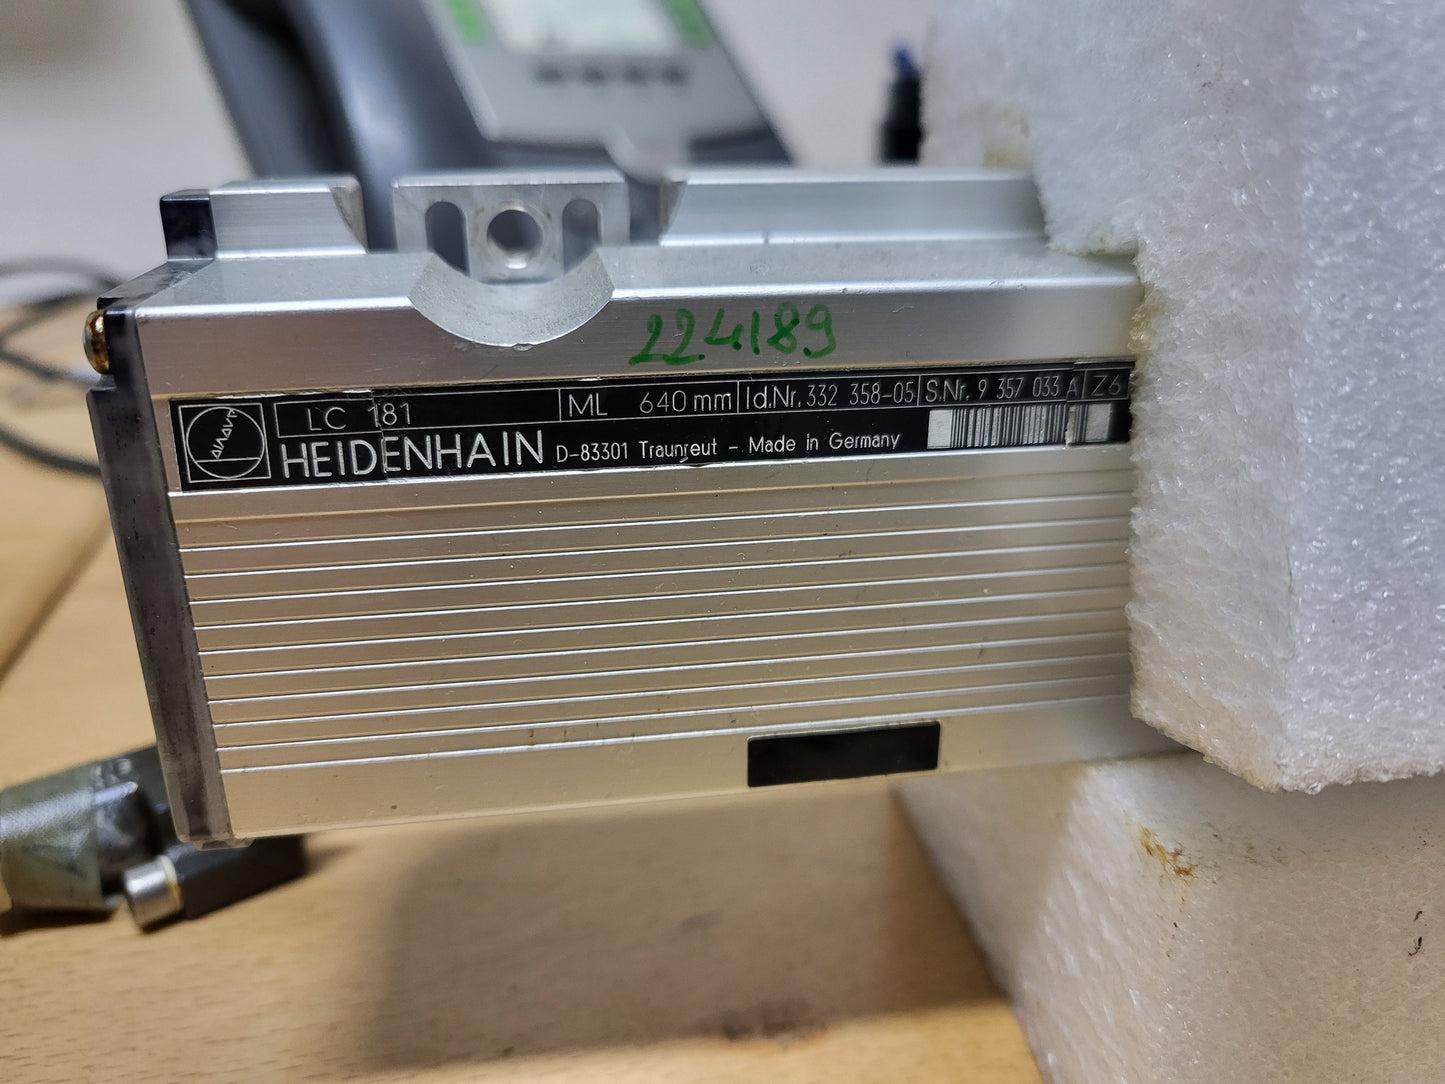 224189
LC 181 ML 640 mm Id.Nr. 332 358-05 S.Nr. 9 357 033 A Z6
HEIDENHAIN D-83301 Traunreut - Made in Germany